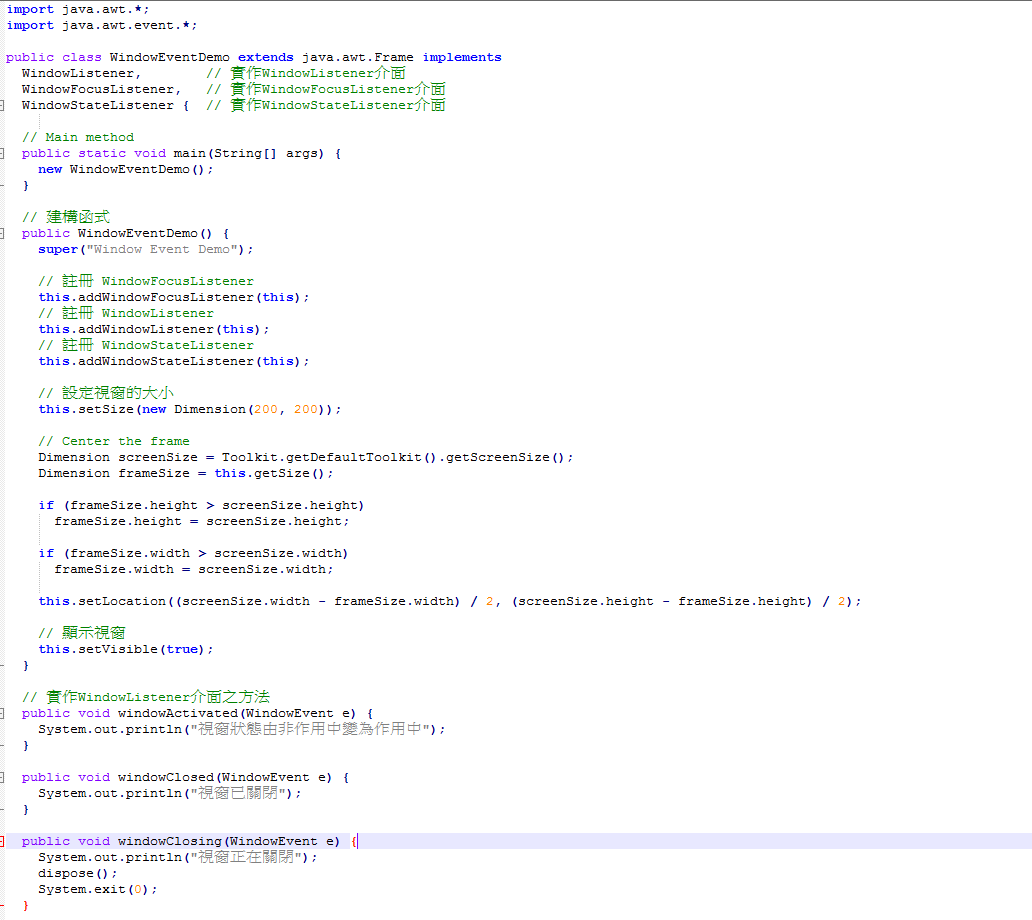 import java.awt.*;
import java.awt.event.*;
public class WindowEventDemo extends java.awt.Frame implements
WindowListener, // 實作WindowListener介面
WindowFocusListener, // 實作WindowFocusListener介面
WindowStateListener { // 實作WindowStateListener介面
// Main method
public static void main(String[] args) {
new WindowEventDemo();
}
// 建構函式
public WindowEventDemo() {
super("Window Event Demo");
// 註冊 WindowFocusListener
this.addWindowFocusListener(this);
// 註冊 WindowListener
this.addWindowListener(this);
// 註冊 WindowStateListener
this.addWindowStateListener(this);
// 設定視窗的大小
this.setSize(new Dimension(200, 200));
// Center the frame
Dimension screenSize = Toolkit.getDefaultToolkit().getScreenSize();
Dimension frameSize = this.getSize();
if (frameSize.height > screenSize.height)
frameSize.height = screenSize.height;
if (frameSize.width > screenSize.width)
frameSize.width = screenSize.width;
this.setLocation((screenSize.width - frameSize.width) / 2, (screenSize.height - frameSize.height) / 2);
// 顯示視窗
this.setVisible(true);
}
// 實作WindowListener介面之方法
public void windowActivated(WindowEvent e) {
System.out.println("視窗狀態由非作用中變為作用中");
}
public void windowClosed(WindowEvent e) {
System.out.println("視窗已關閉");
}
public void windowClosing(WindowEvent e) {
System.out.println("視窗正在關閉");
dispose();
System.exit(0);
}